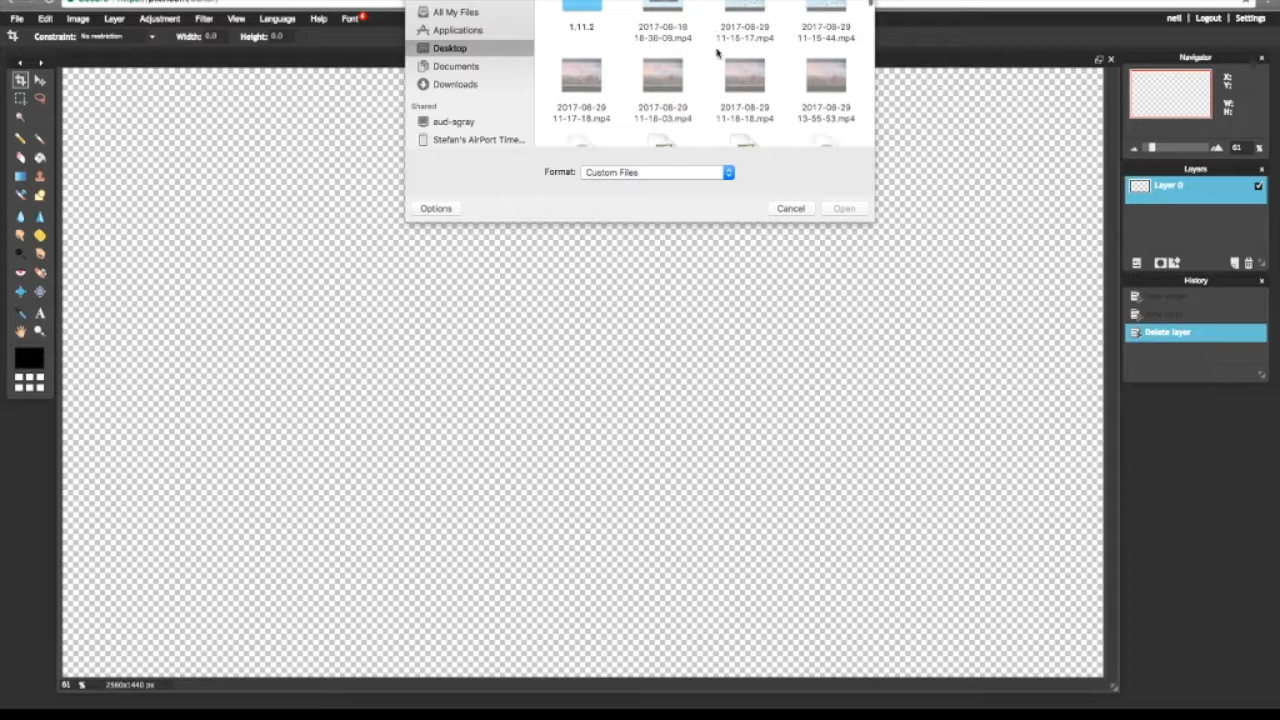 File Edit Image Layer Adjustment Filter View Language Help Font neil Logout Settings
Constraint: No restriction Width: 0.0 Height: 0.0
All My Files
Applications
Desktop
Documents
Downloads
Shared
aud-sgray
Stefan's AirPort Time...
1.11.2
2017-08-18
18-38-09.mp4
2017-08-29
11-15-17.mp4
2017-08-29
11-15-44.mp4
2017-08-29
11-17-18.mp4
2017-08-29
11-18-03.mp4
2017-08-29
11-18-18.mp4
2017-08-29
13-55-53.mp4
Format: Custom Files
Options Cancel Open
Navigator
X:
Y:
W:
H:
61 %
Layers
Layer 0
History
Delete layer
A
61 % 2560x1440 px